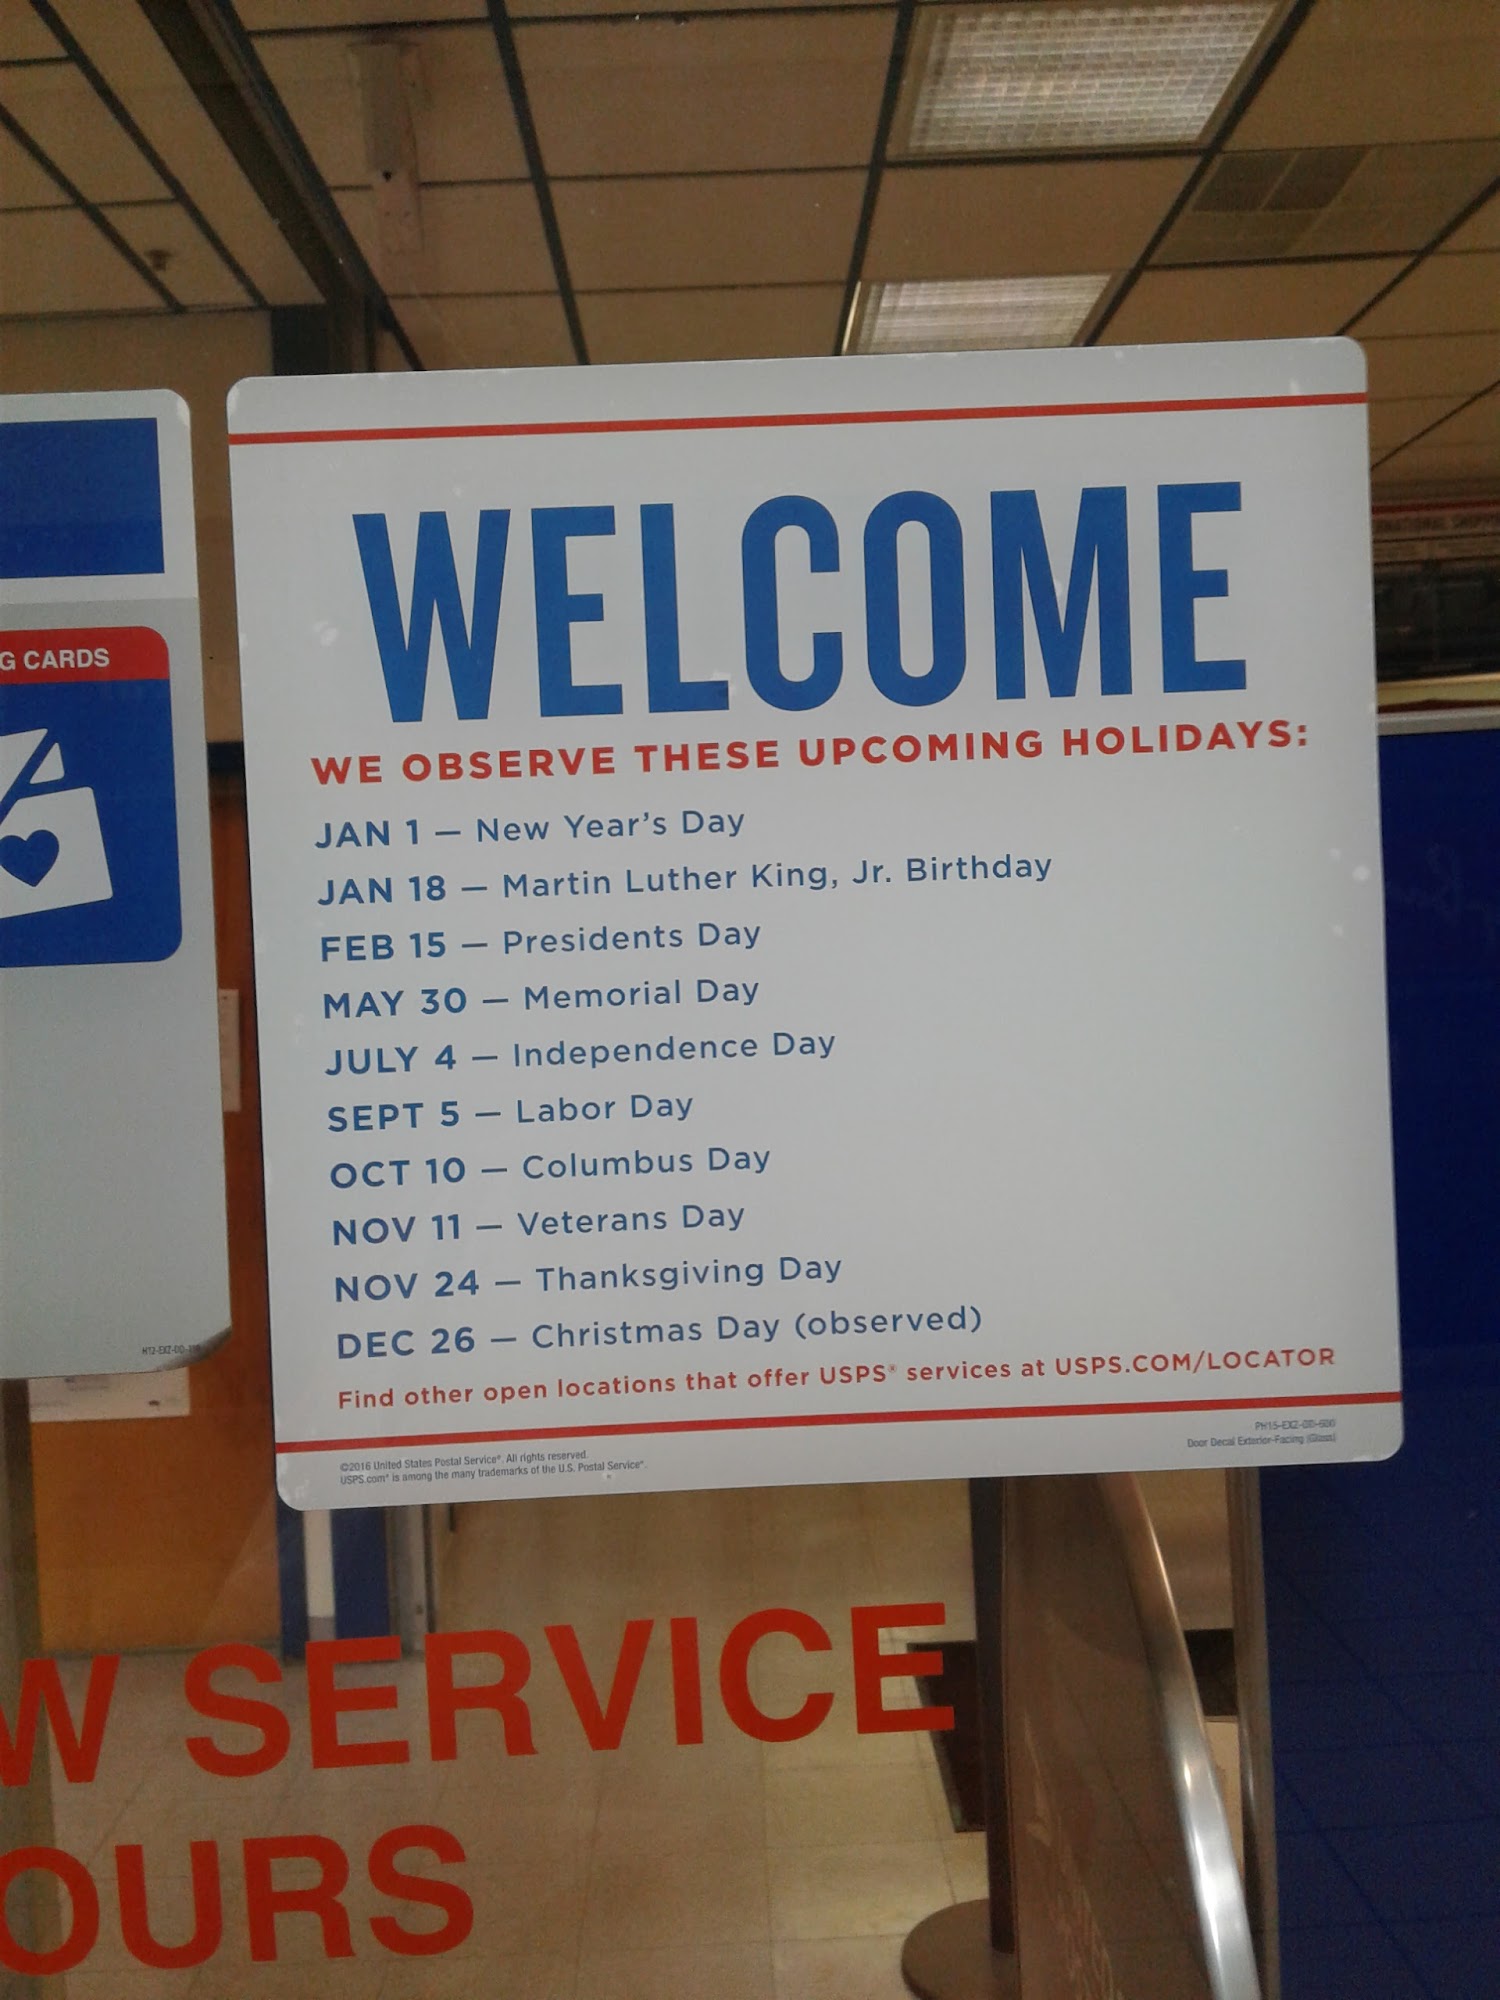 G CARDS
WELCOME
WE OBSERVE THESE UPCOMING HOLIDAYS:
JAN 1 — New Year's Day
JAN 18 — Martin Luther King, Jr. Birthday
FEB 15 — Presidents Day
MAY 30 — Memorial Day
JULY 4 — Independence Day
SEPT 5 — Labor Day
OCT 10 — Columbus Day
NOV 11 — Veterans Day
NOV 24 — Thanksgiving Day
DEC 26 — Christmas Day (observed)
Find other open locations that offer USPS® services at USPS.COM/LOCATOR
©2016 United States Postal Service®. All rights reserved.
USPS.com® is among the many trademarks of the U.S. Postal Service®.
Door Decal Exterior-Facing (Glass)
W SERVICE
OURS